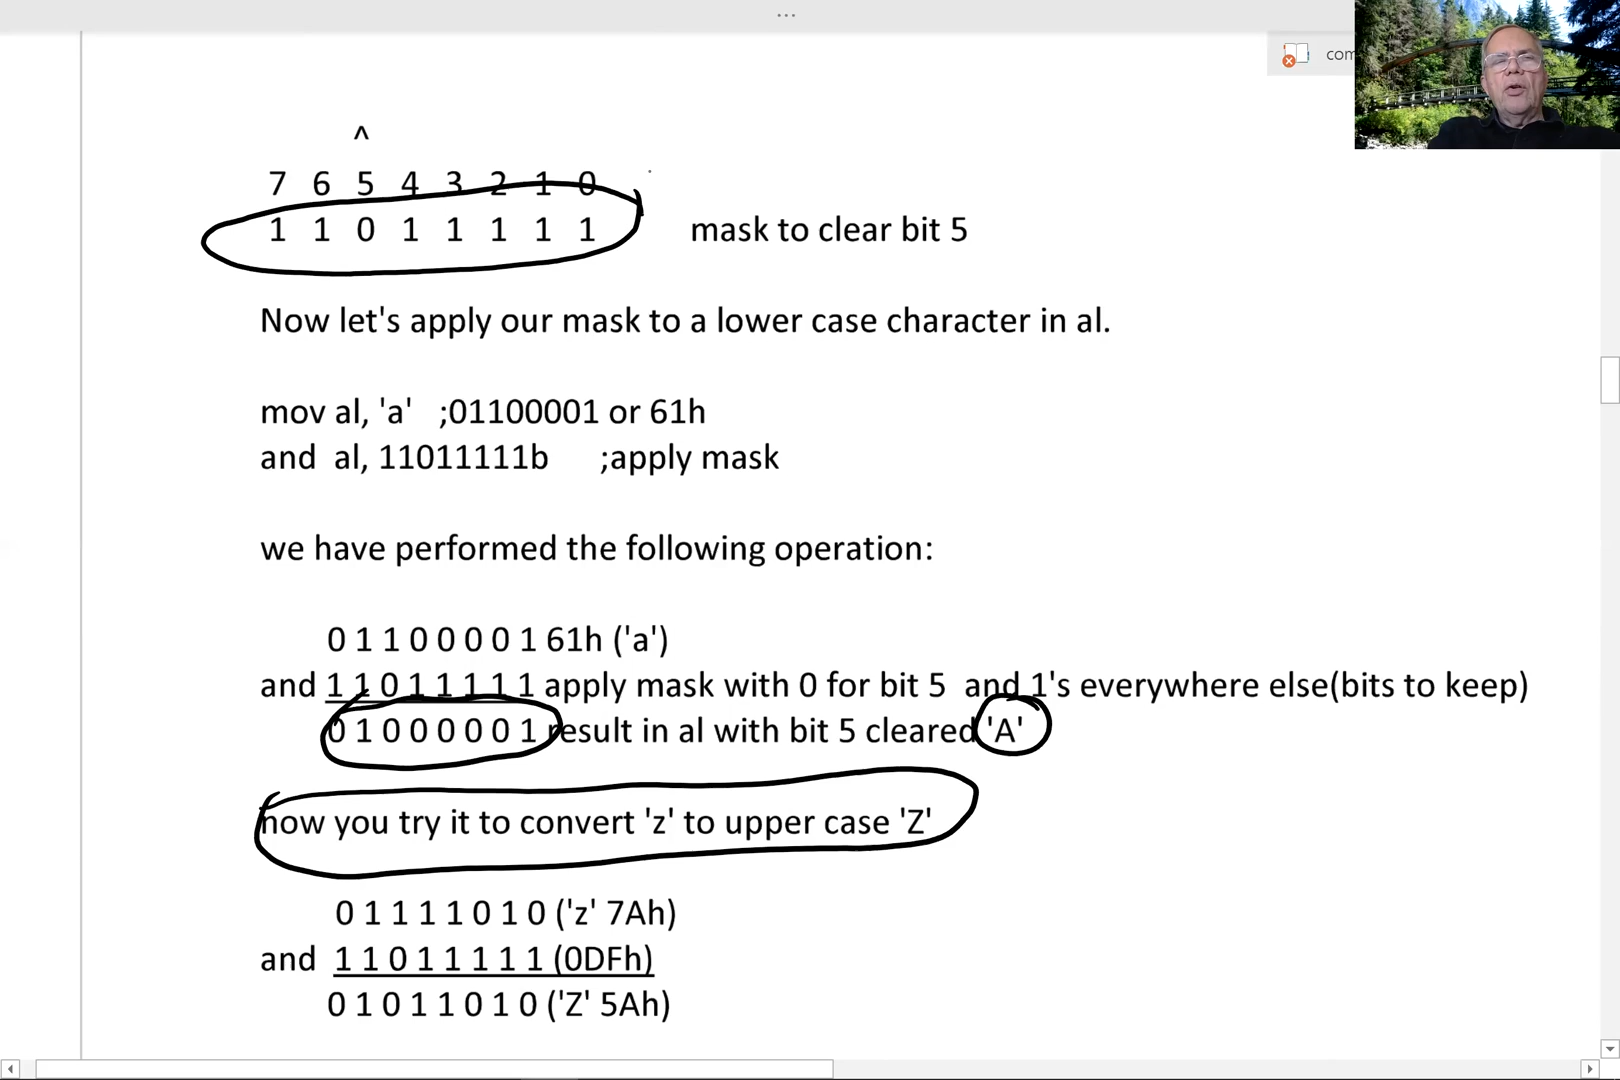 ...
com
^
7 6 5 4 3 2 1 0
1 1 0 1 1 1 1 1 mask to clear bit 5
Now let's apply our mask to a lower case character in al.
mov al, 'a' ;01100001 or 61h
and al, 11011111b ;apply mask
we have performed the following operation:
0 1 1 0 0 0 0 1 61h ('a')
and 1 1 0 1 1 1 1 1 apply mask with 0 for bit 5 and 1's everywhere else(bits to keep)
0 1 0 0 0 0 0 1 result in al with bit 5 cleared 'A'
now you try it to convert 'z' to upper case 'Z'
0 1 1 1 1 0 1 0 ('z' 7Ah)
and 1 1 0 1 1 1 1 1 (0DFh)
0 1 0 1 1 0 1 0 ('Z' 5Ah)